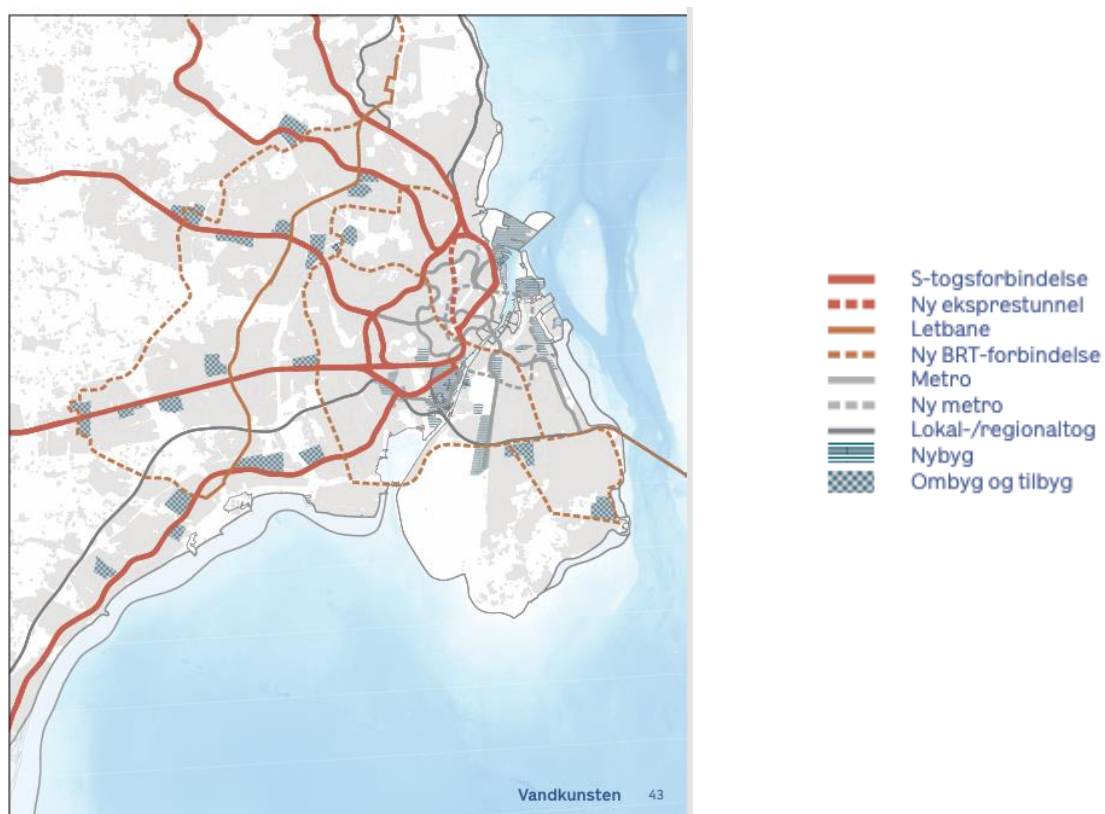 S-togsforbindelse
Ny eksprestunnel
Letbane
Ny BRT-forbindelse
Metro
Ny metro
Lokal-/regionaltog
Nybyg
Ombyg og tilbyg
Vandkunsten 43